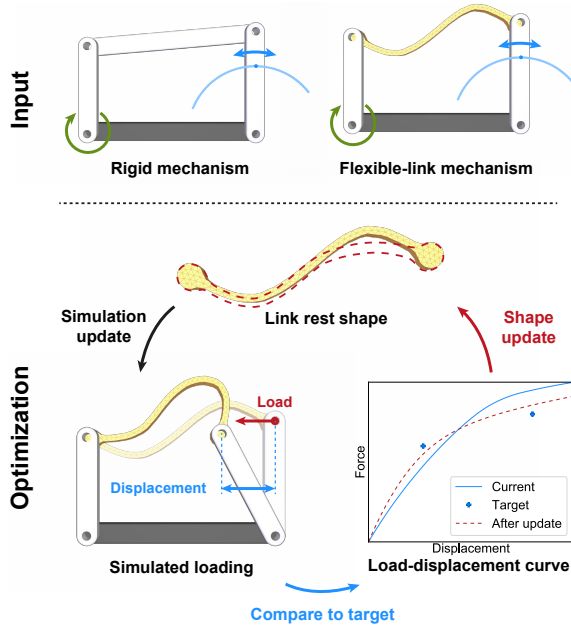 Input
Rigid mechanism
Flexible-link mechanism
Optimization
Link rest shape
Simulation
update
Shape
update
Load
Displacement
Simulated loading
Force
Current
Target
After update
Displacement
Load-displacement curve
Compare to target